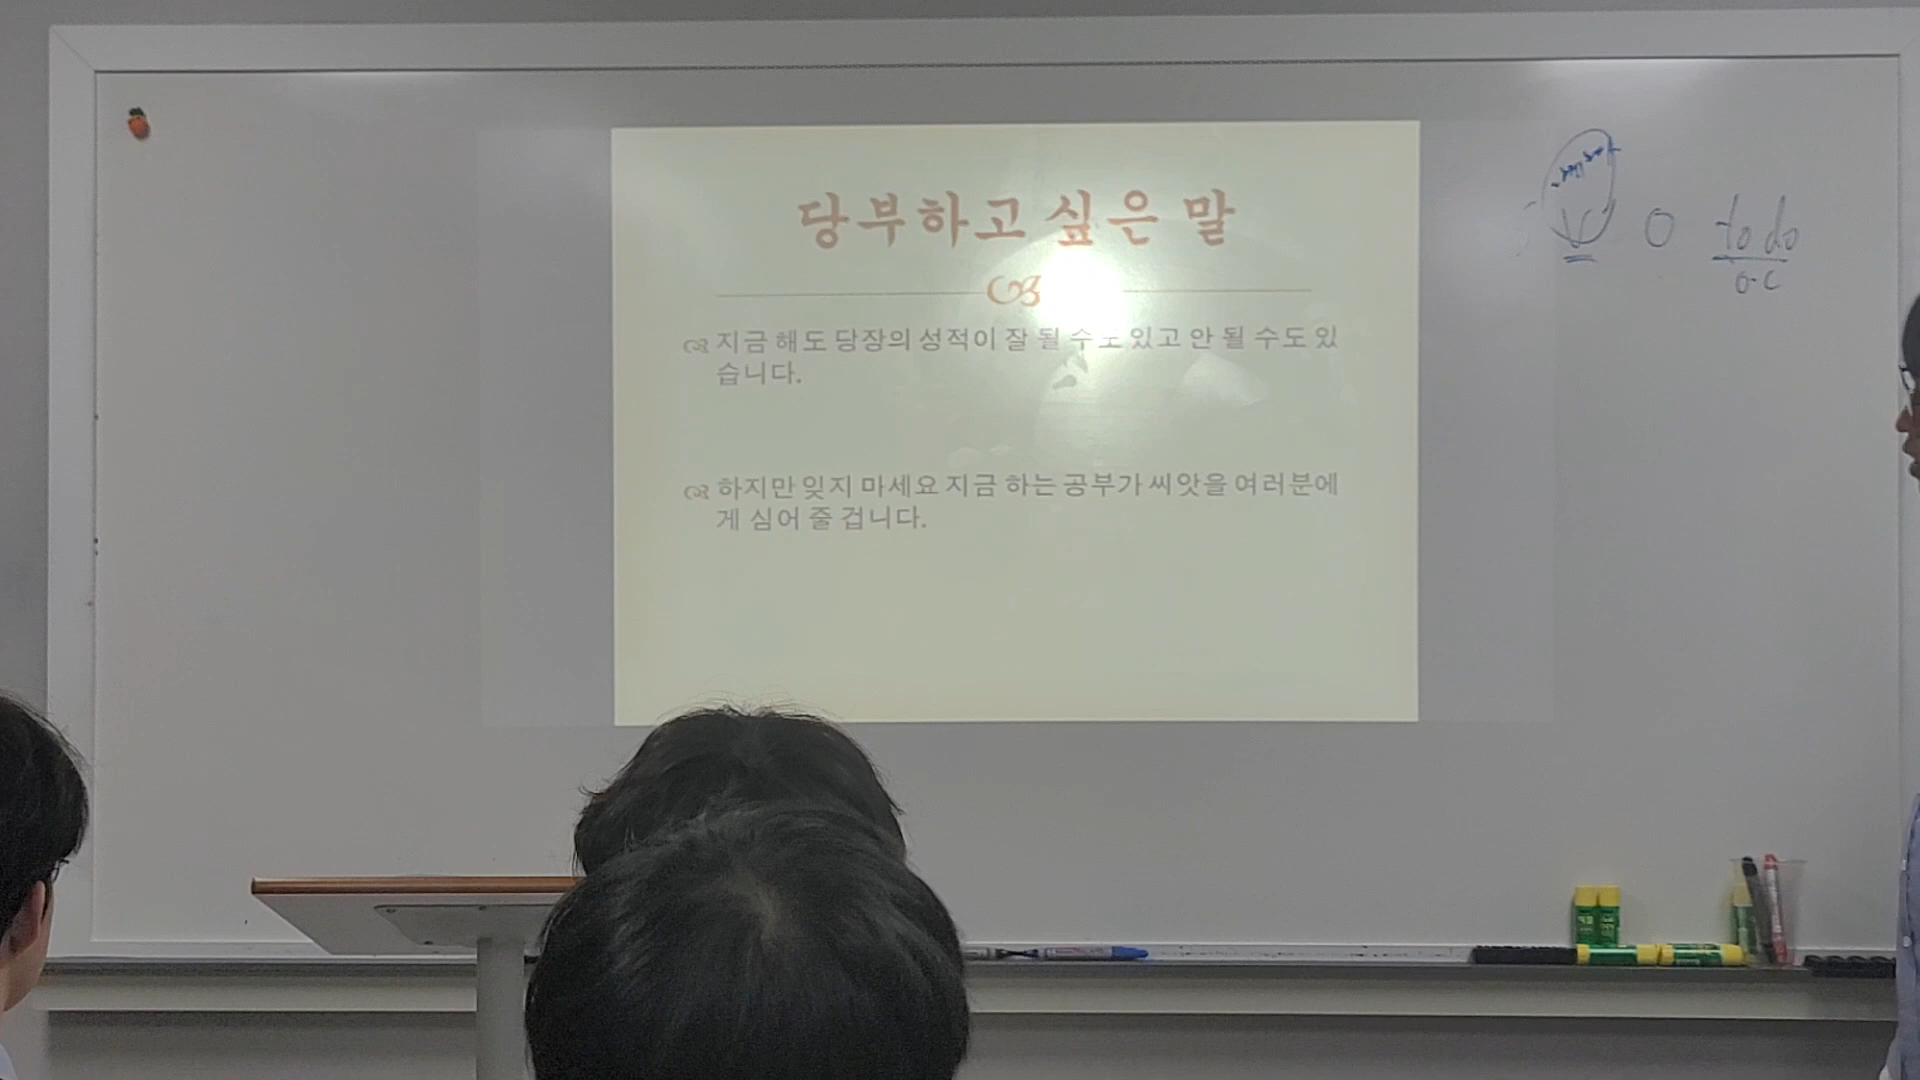 당부하고 싶은 말
지금 해도 당장의 성적이 잘 될 수도 있고 안 될 수도 있
습니다.
하지만 잊지 마세요 지금 하는 공부가 씨앗을 여러분에
게 심어 줄 겁니다.
V O to do
o.c